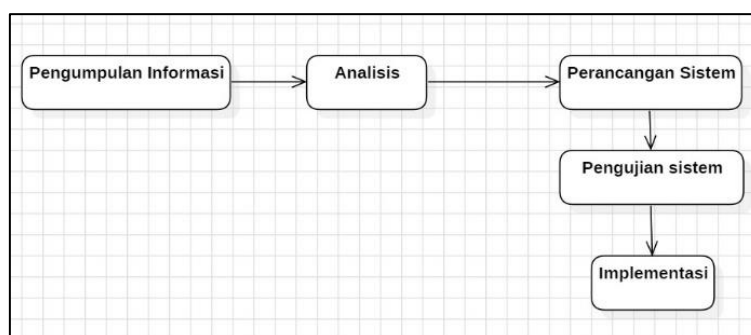 Pengumpulan Informasi
Analisis
Perancangan Sistem
Pengujian sistem
Implementasi